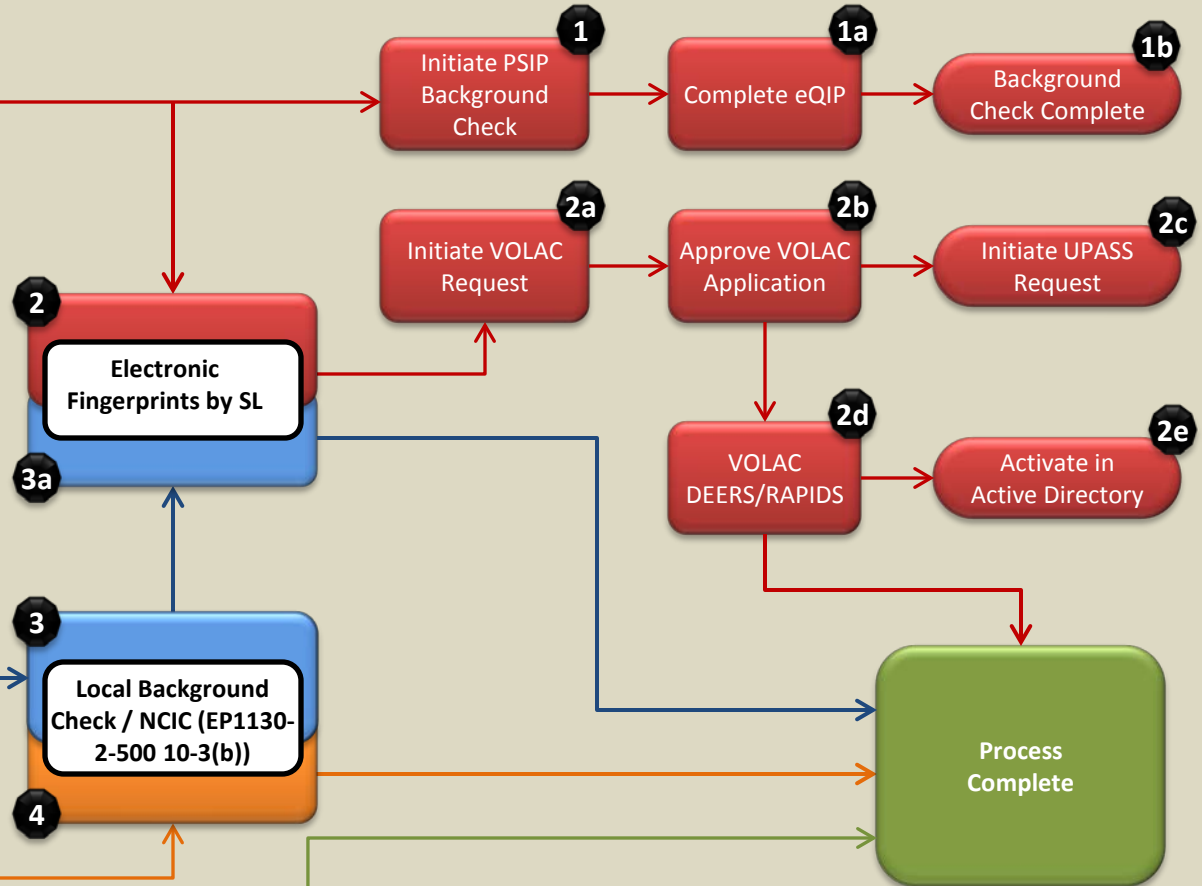 1
Initiate PSIP
Background
Check
1a
Complete eQIP
1b
Background
Check Complete
2a
Initiate VOLAC
Request
2b
Approve VOLAC
Application
2c
Initiate UPASS
Request
2
Electronic
Fingerprints by SL
3a
2d
VOLAC
DEERS/RAPIDS
2e
Activate in
Active Directory
3
Local Background
Check / NCIC (EP1130-
2-500 10-3(b))
4
Process
Complete